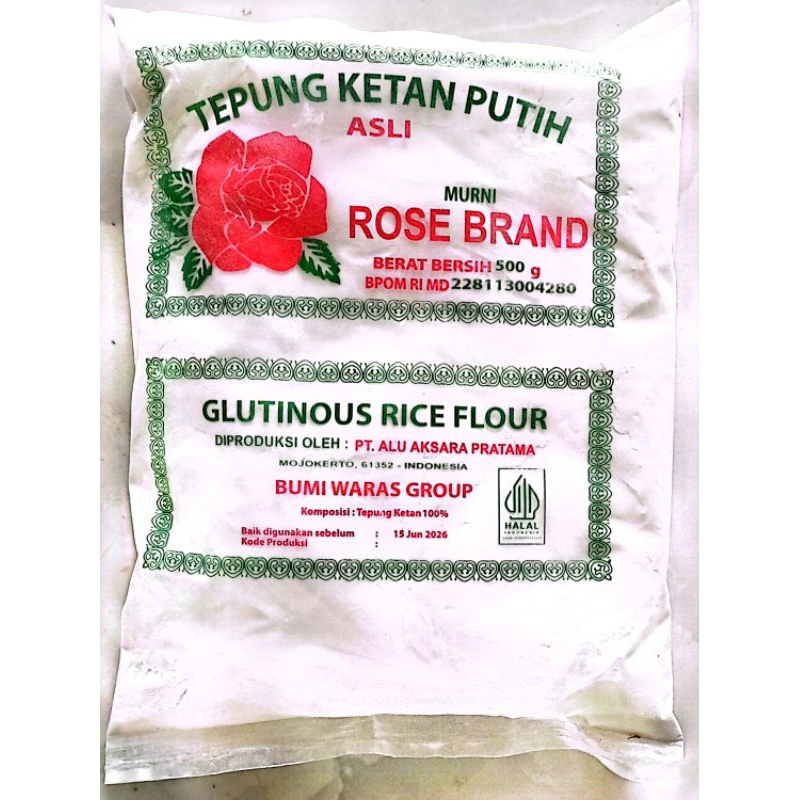 TEPUNG KETAN PUTIH
ASLI
MURNI
ROSE BRAND
BERAT BERSIH 500 g
BPOM RI MD 228113004280
GLUTINOUS RICE FLOUR
DIPRODUKSI OLEH : PT. ALU AKSARA PRATAMA
MOJOKERTO, 61352 - INDONESIA
BUMI WARAS GROUP
Komposisi : Tepung Ketan 100%
Baik digunakan sebelum : 15 Jun 2026
Kode Produksi :
HALAL
INDONESIA